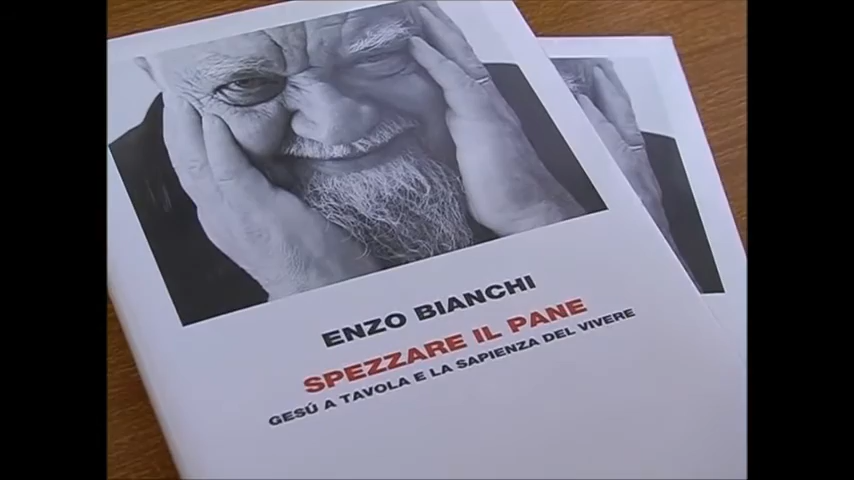 ENZO BIANCHI
SPEZZARE IL PANE
GESÚ A TAVOLA E LA SAPIENZA DEL VIVERE